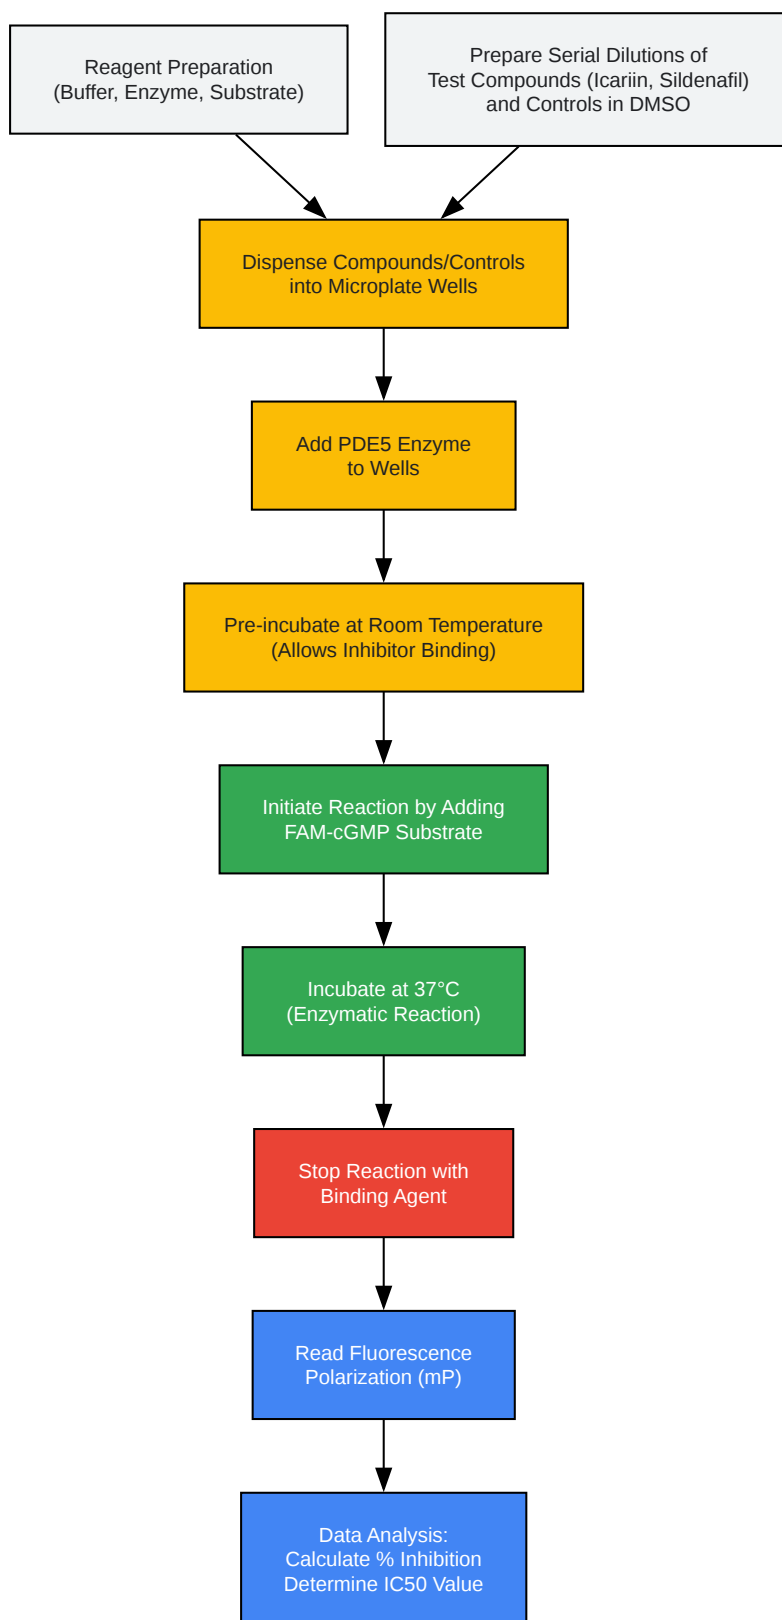 Reagent Preparation
(Buffer, Enzyme, Substrate)
Prepare Serial Dilutions of
Test Compounds (Icariin, Sildenafil)
and Controls in DMSO
Dispense Compounds/Controls
into Microplate Wells
Add PDE5 Enzyme
to Wells
Pre-incubate at Room Temperature
(Allows Inhibitor Binding)
Initiate Reaction by Adding
FAM-cGMP Substrate
Incubate at 37°C
(Enzymatic Reaction)
Stop Reaction with
Binding Agent
Read Fluorescence
Polarization (mP)
Data Analysis:
Calculate % Inhibition
Determine IC50 Value